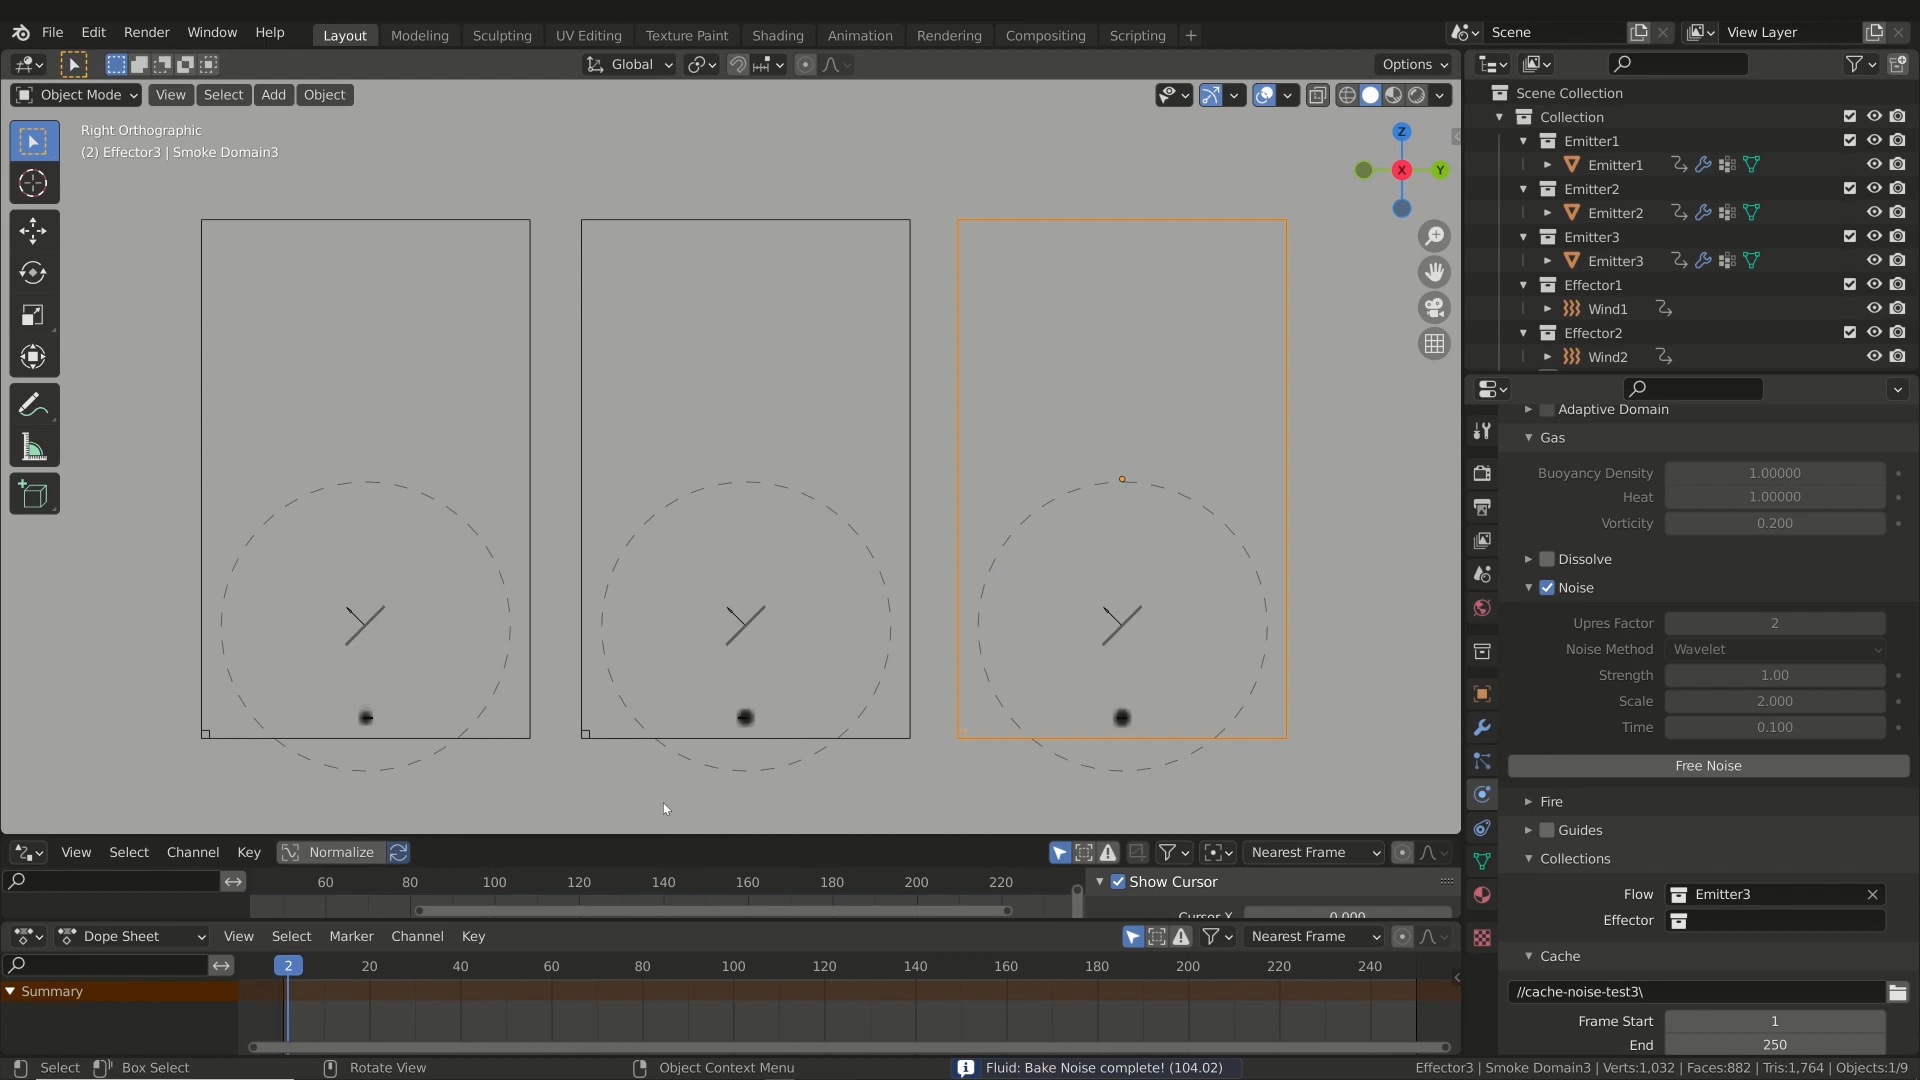 File Edit Render Window Help Layout Modeling Sculpting UV Editing Texture Paint Shading Animation Rendering Compositing Scripting + Scene View Layer
Global Options
Object Mode View Select Add Object
Right Orthographic
(2) Effector3 | Smoke Domain3
Z
X Y
Scene Collection
Collection
Emitter1
Emitter1
Emitter2
Emitter2
Emitter3
Emitter3
Effector1
Wind1
Effector2
Wind2
Adaptive Domain
Gas
Buoyancy Density 1.00000
Heat 1.00000
Vorticity 0.200
Dissolve
Noise
Upres Factor 2
Noise Method Wavelet
Strength 1.00
Scale 2.000
Time 0.100
Free Noise
Fire
Guides
Collections
Flow Emitter3
Effector
Cache
//cache-noise-test3\
Frame Start 1
End 250
View Select Channel Key Normalize Nearest Frame
60 80 100 120 140 160 180 200 220 Show Cursor
Cursor X 0.000
Dope Sheet View Select Marker Channel Key Nearest Frame
2 20 40 60 80 100 120 140 160 180 200 220 240
Summary
Select Box Select Rotate View Object Context Menu Fluid: Bake Noise complete! (104.02) Effector3 | Smoke Domain3 | Verts:1,032 | Faces:882 | Tris:1,764 | Objects:1/9